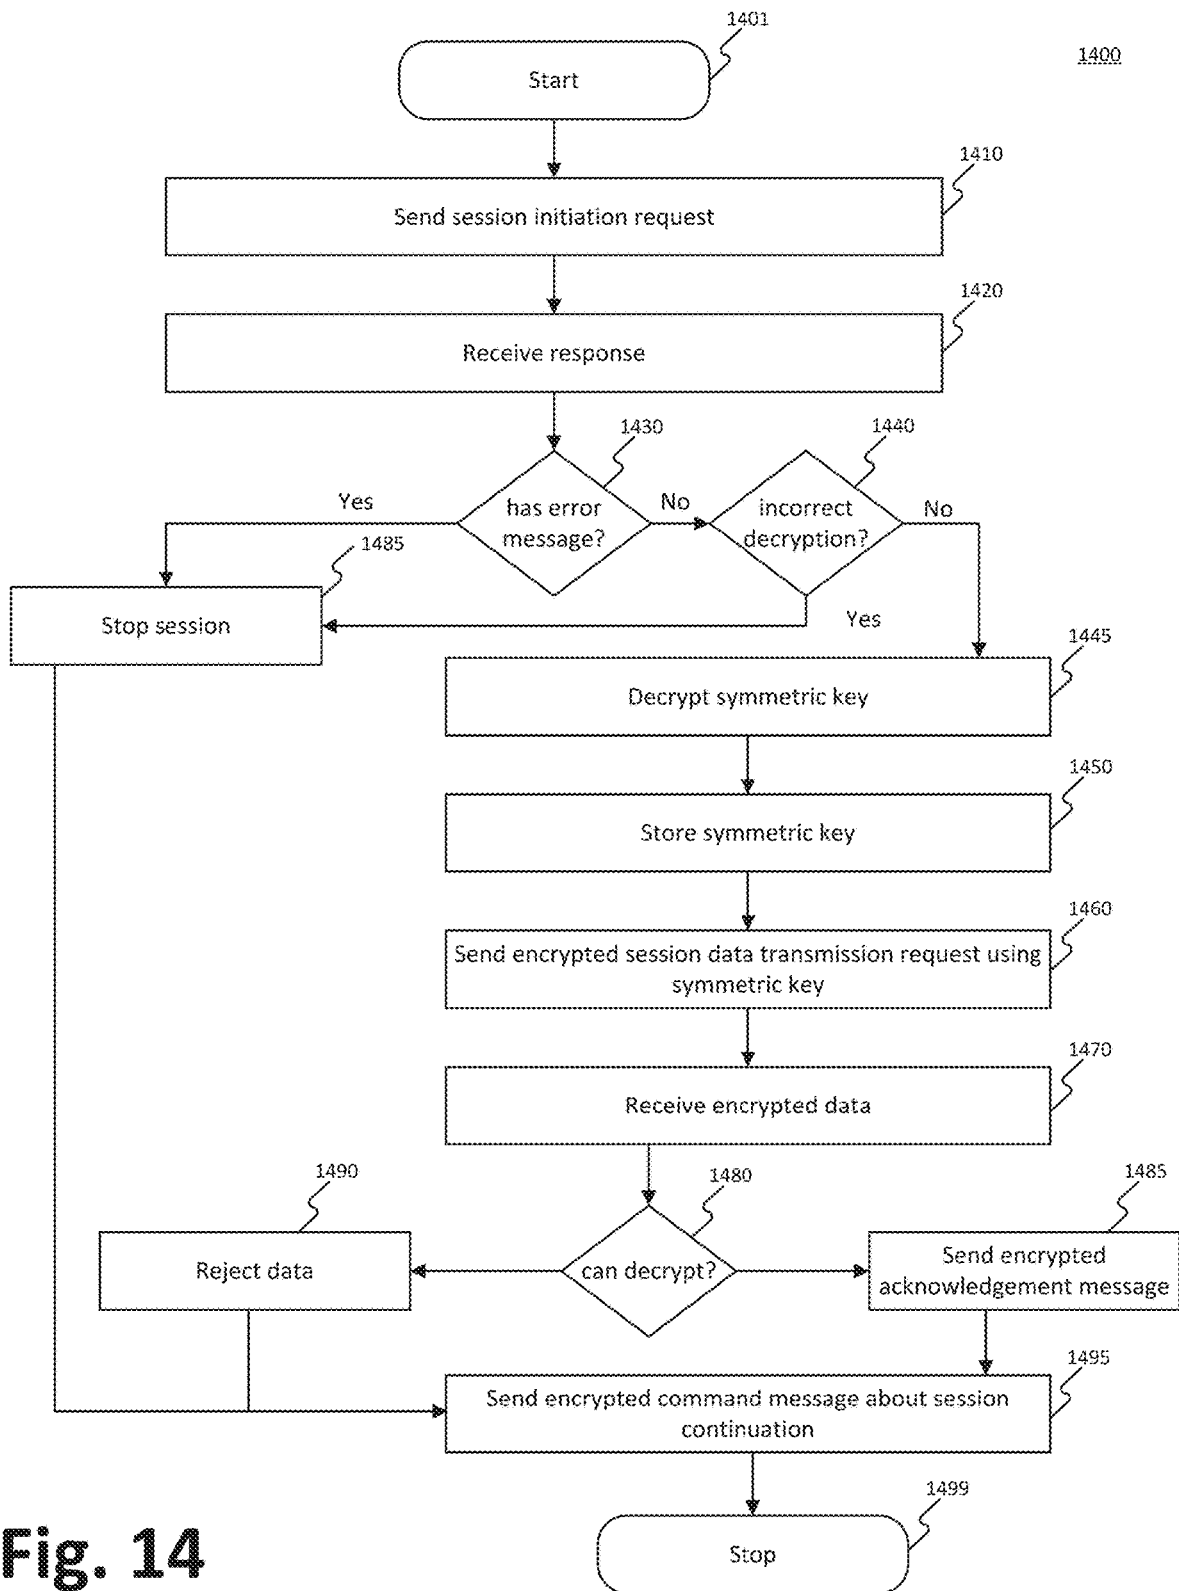 1401
1400
Start
1410
Send session initiation request
1420
Receive response
1430
1440
Yes
has error
message?
No
incorrect
decryption?
No
1485
Stop session
Yes
1445
Decrypt symmetric key
1450
Store symmetric key
1460
Send encrypted session data transmission request using
symmetric key
1470
Receive encrypted data
1490
1480
1485
Reject data
can decrypt?
Send encrypted
acknowledgement message
1495
Send encrypted command message about session
continuation
1499
Stop
Fig. 14